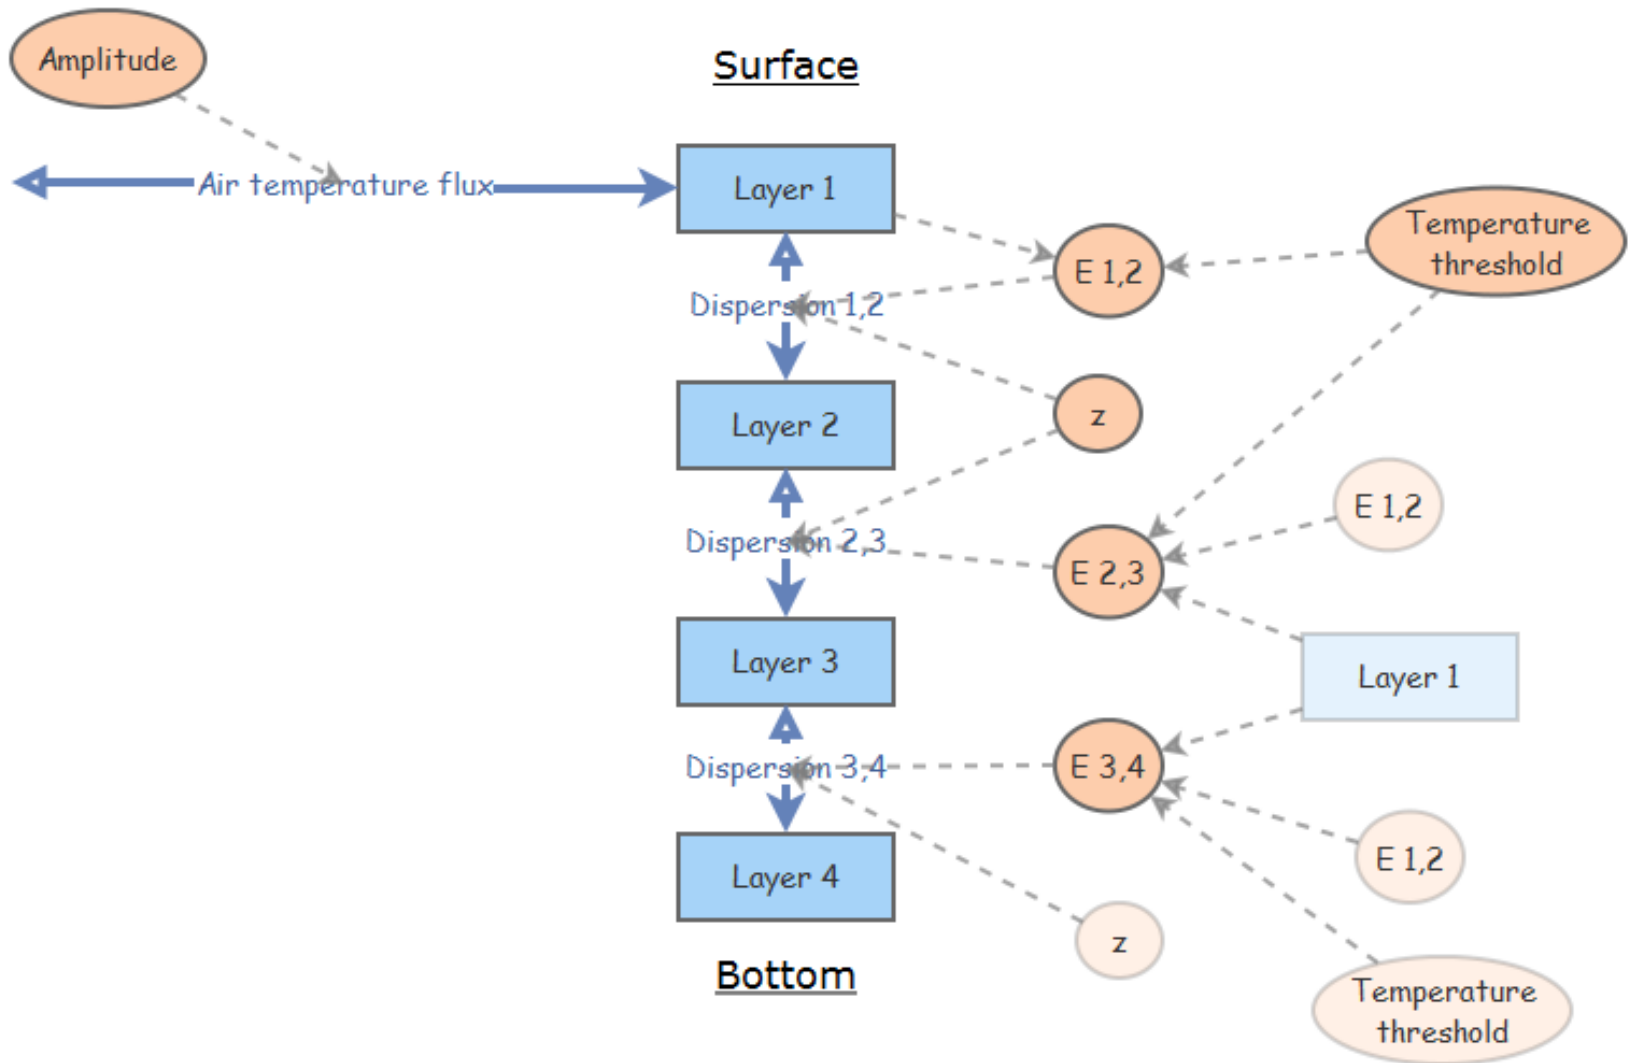 Amplitude
Surface
Air temperature flux
Layer 1
Temperature
threshold
E 1,2
Dispersion 1,2
Layer 2
z
E 1,2
Dispersion 2,3
E 2,3
Layer 3
Layer 1
Dispersion 3,4
E 3,4
E 1,2
Layer 4
z
Bottom
Temperature
threshold